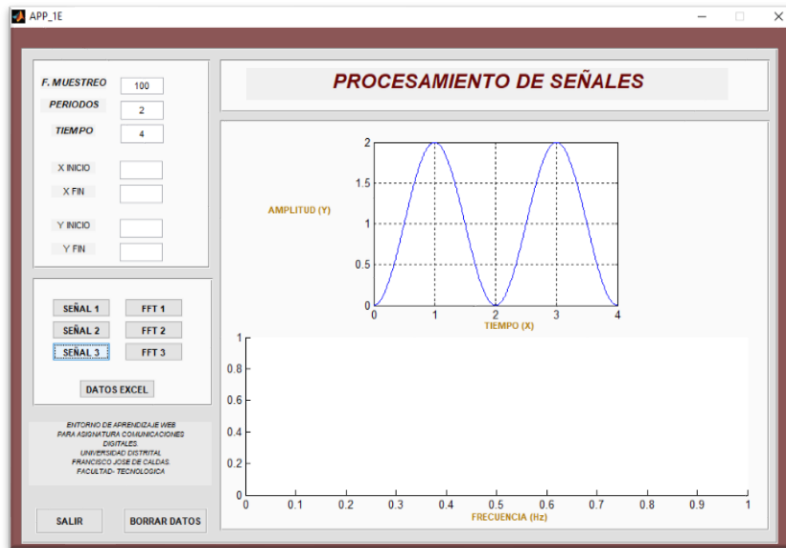 APP_1E
F. MUESTREO 100
PERIODOS 2
TIEMPO 4
X INICIO
X FIN
Y INICIO
Y FIN
SEÑAL 1 FFT 1
SEÑAL 2 FFT 2
SEÑAL 3 FFT 3
DATOS EXCEL
ENTORNO DE APRENDIZAJE WEB
PARA ASIGNATURA COMUNICACIONES
DIGITALES.
UNIVERSIDAD DISTRITAL
FRANCISCO JOSE DE CALDAS.
FACULTAD- TECNOLOGICA
SALIR BORRAR DATOS
PROCESAMIENTO DE SEÑALES
2
1.5
AMPLITUD (Y)
1
0.5
0
0 1 2 3 4
TIEMPO (X)
1
0.8
0.6
0.4
0.2
0
0 0.1 0.2 0.3 0.4 0.5 0.6 0.7 0.8 0.9 1
FRECUENCIA (Hz)